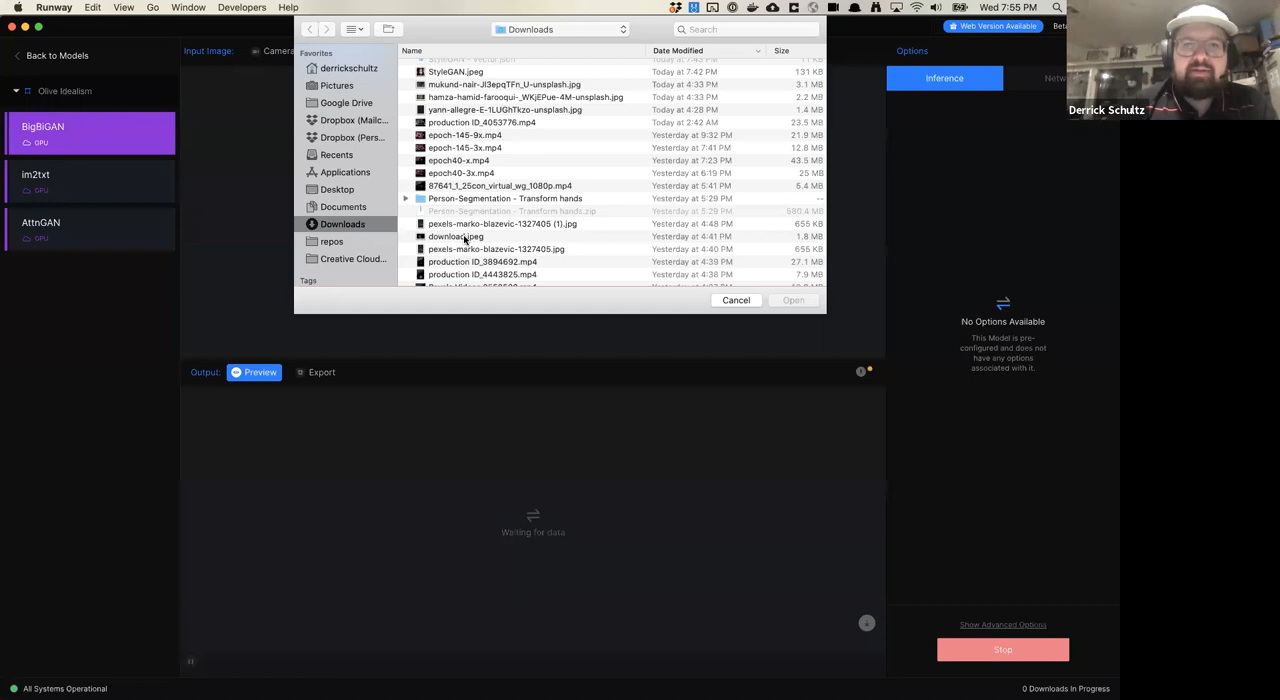 Runway File Edit View Go Window Developers Help
Wed 7:55 PM
Downloads
Search
Web Version Available
Beta
Back to Models
Input Image:
Camera
Options
Derrick Schultz
Olive Idealism
BigBiGAN
GPU
im2txt
GPU
AttnGAN
GPU
Favorites
derrickschultz
Pictures
Google Drive
Dropbox (Mailc...
Dropbox (Pers...
Recents
Applications
Desktop
Documents
Downloads
repos
Creative Cloud...
Tags
Name Date Modified Size
StyleGAN.jpeg Today at 7:42 PM 131 KB
mukund-nair-Jl3epqTFn_U-unsplash.jpg Today at 4:33 PM 3.1 MB
hamza-hamid-farooqui-_WKjEPue-4M-unsplash.jpg Today at 4:33 PM 2.2 MB
yann-allegre-E-1LUGhTkzo-unsplash.jpg Today at 4:28 PM 1.4 MB
production ID_4053776.mp4 Today at 2:42 AM 123.5 MB
epoch-145-9x.mp4 Yesterday at 9:32 PM 21.9 MB
epoch-145-3x.mp4 Yesterday at 7:41 PM 12.8 MB
epoch40-x.mp4 Yesterday at 7:23 PM 43.5 MB
epoch40-3x.mp4 Yesterday at 6:19 PM 25 MB
87641_1_25con_virtual_wg_1080p.mp4 Yesterday at 5:41 PM 5.4 MB
Person-Segmentation - Transform hands Yesterday at 5:29 PM --
Person-Segmentation - Transform hands.zip Yesterday at 5:29 PM 580.4 MB
pexels-marko-blazevic-1327405 (1).jpg Yesterday at 4:48 PM 656 KB
download.jpeg Yesterday at 4:41 PM 1.8 MB
pexels-marko-blazevic-1327405.jpg Yesterday at 4:40 PM 656 KB
production ID_3894692.mp4 Yesterday at 4:39 PM 27.1 MB
production ID_4443825.mp4 Yesterday at 4:38 PM 7.9 MB
Cancel Open
Inference
No Options Available
This Model is pre-
configured and does not
have any options
associated with it.
Output: Preview Export
Waiting for data
Show Advanced Options
Stop
All Systems Operational
0 Downloads In Progress